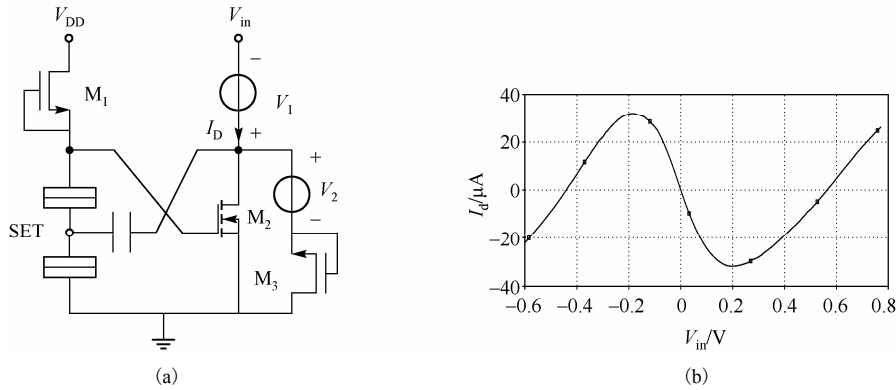 V_DD
V_in
M_1
−
V_1
I_D
+
+
V_2
−
SET
M_2
M_3
(a)
I_d/μA
40
20
0
−20
−40
−0.6 −0.4 −0.2 0 0.2 0.4 0.6 0.8
V_in/V
(b)